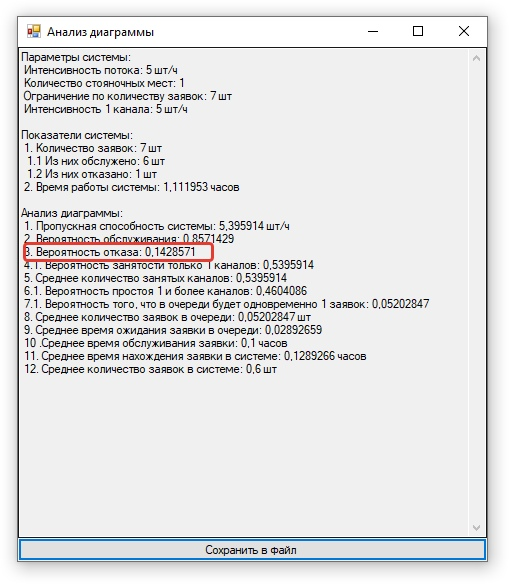 Анализ диаграммы
Параметры системы:
Интенсивность потока: 5 шт/ч
Количество стояночных мест: 1
Ограничение по количеству заявок: 7 шт
Интенсивность 1 канала: 5 шт/ч
Показатели системы:
1. Количество заявок: 7 шт
1.1 Из них обслужено: 6 шт
1.2 Из них отказано: 1 шт
2. Время работы системы: 1,111953 часов
Анализ диаграммы:
1. Пропускная способность системы: 5,395914 шт/ч
2. Вероятность обслуживания: 0,8571429
3. Вероятность отказа: 0,1428571
4.1. Вероятность занятости только 1 каналов: 0,5395914
5. Среднее количество занятых каналов: 0,5395914
6.1. Вероятность простоя 1 и более каналов: 0,4604086
7.1. Вероятность того, что в очереди будет одновременно 1 заявок: 0,05202847
8. Среднее количество заявок в очереди: 0,05202847 шт
9. Среднее время ожидания заявки в очереди: 0,02892659
10 .Среднее время обслуживания заявки: 0,1 часов
11. Среднее время нахождения заявки в системе: 0,1289266 часов
12. Среднее количество заявок в системе: 0,6 шт
Сохранить в файл